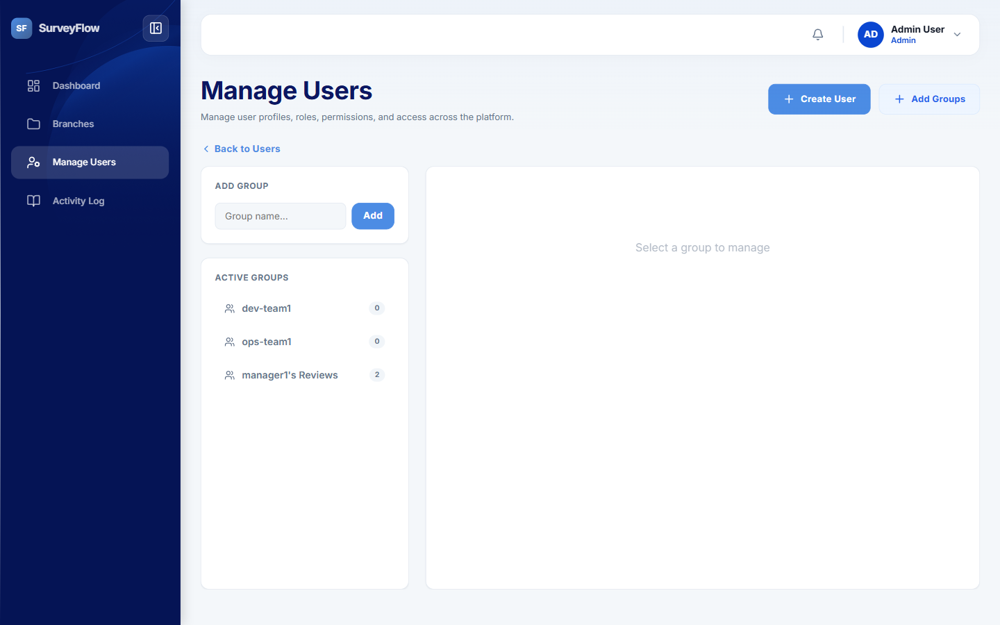 SF SurveyFlow
Dashboard
Branches
Manage Users
Activity Log
AD Admin User
Admin
Manage Users
Manage user profiles, roles, permissions, and access across the platform.
Create User
Add Groups
Back to Users
ADD GROUP
Group name...
Add
ACTIVE GROUPS
dev-team1 0
ops-team1 0
manager1's Reviews 2
Select a group to manage